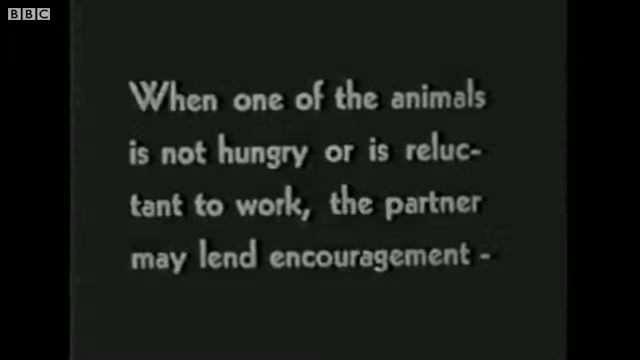 BBC
When one of the animals
is not hungry or is reluc-
tant to work, the partner
may lend encouragement -